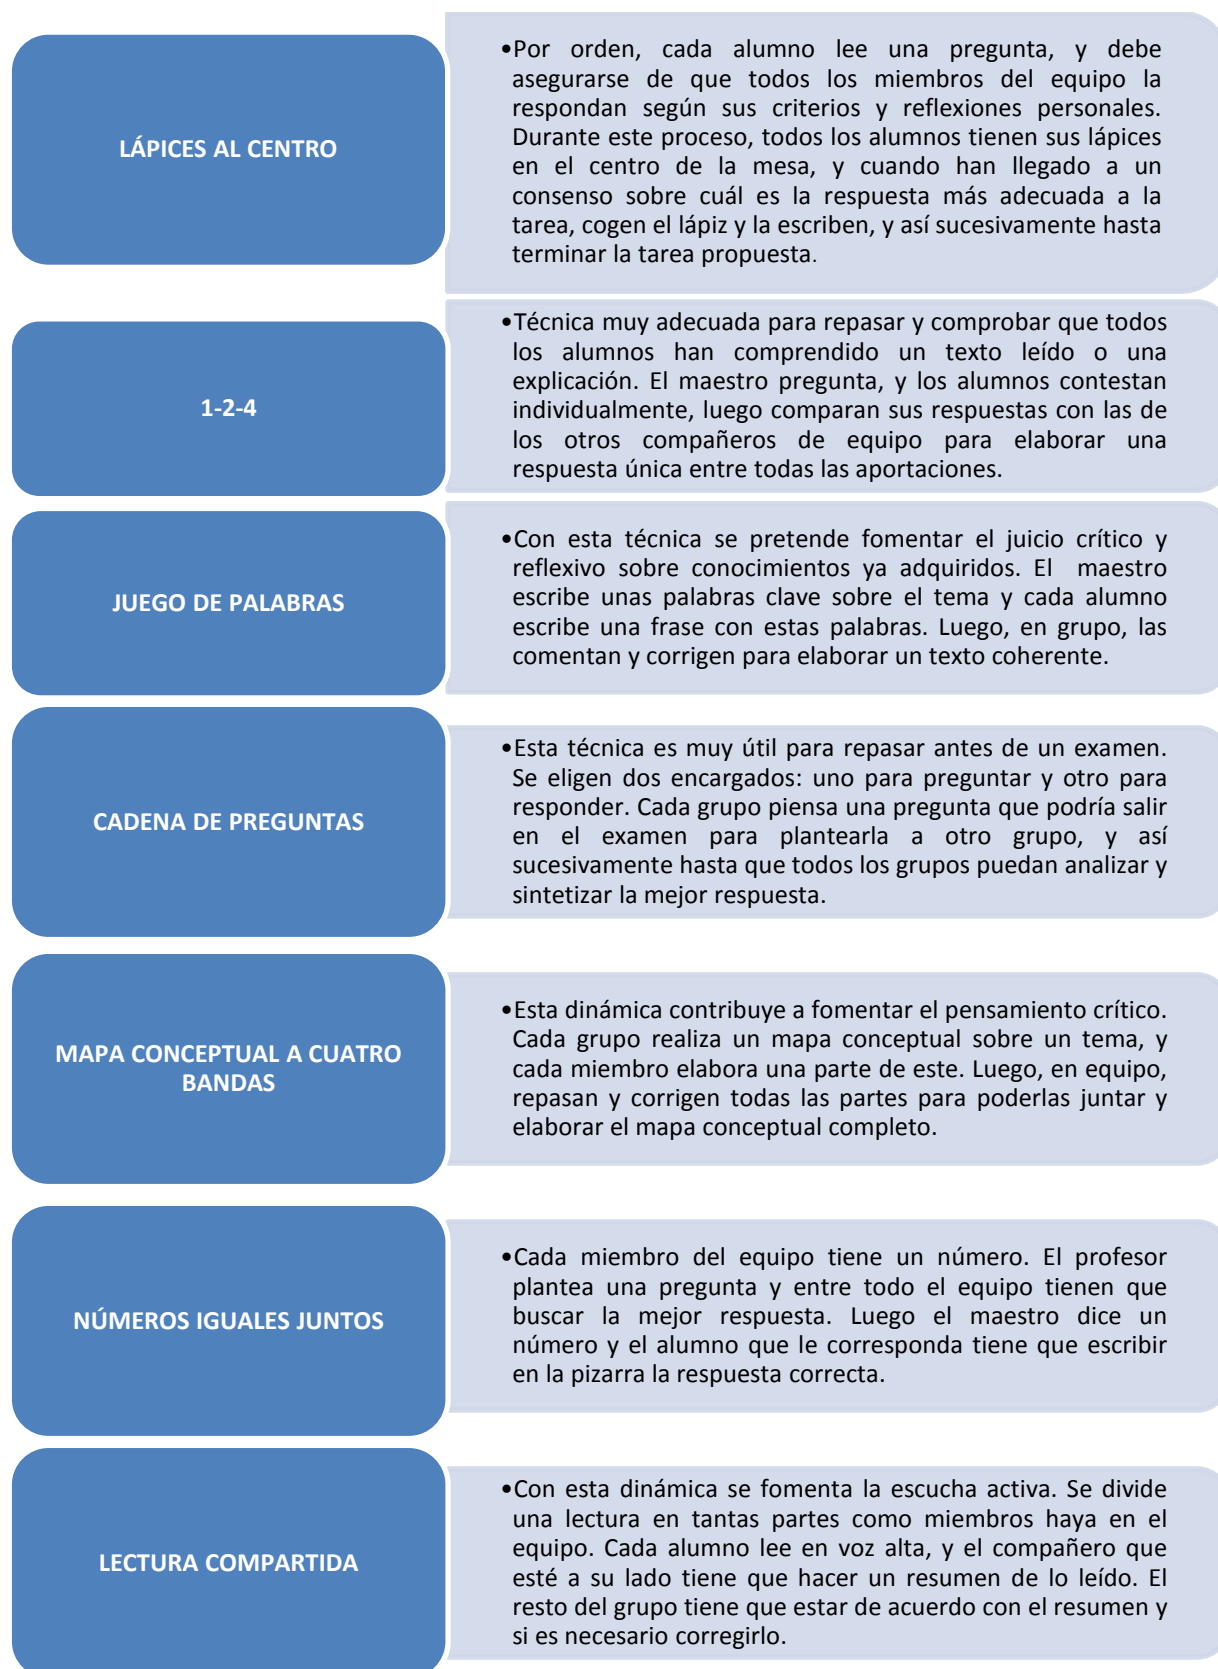 LÁPICES AL CENTRO
•Por orden, cada alumno lee una pregunta, y debe
asegurarse de que todos los miembros del equipo la
respondan según sus criterios y reflexiones personales.
Durante este proceso, todos los alumnos tienen sus lápices
en el centro de la mesa, y cuando han llegado a un
consenso sobre cuál es la respuesta más adecuada a la
tarea, cogen el lápiz y la escriben, y así sucesivamente hasta
terminar la tarea propuesta.
1-2-4
•Técnica muy adecuada para repasar y comprobar que todos
los alumnos han comprendido un texto leído o una
explicación. El maestro pregunta, y los alumnos contestan
individualmente, luego comparan sus respuestas con las de
los otros compañeros de equipo para elaborar una
respuesta única entre todas las aportaciones.
JUEGO DE PALABRAS
•Con esta técnica se pretende fomentar el juicio crítico y
reflexivo sobre conocimientos ya adquiridos. El maestro
escribe unas palabras clave sobre el tema y cada alumno
escribe una frase con estas palabras. Luego, en grupo, las
comentan y corrigen para elaborar un texto coherente.
CADENA DE PREGUNTAS
•Esta técnica es muy útil para repasar antes de un examen.
Se eligen dos encargados: uno para preguntar y otro para
responder. Cada grupo piensa una pregunta que podría salir
en el examen para plantearla a otro grupo, y así
sucesivamente hasta que todos los grupos puedan analizar y
sintetizar la mejor respuesta.
MAPA CONCEPTUAL A CUATRO
BANDAS
•Esta dinámica contribuye a fomentar el pensamiento crítico.
Cada grupo realiza un mapa conceptual sobre un tema, y
cada miembro elabora una parte de este. Luego, en equipo,
repasan y corrigen todas las partes para poderlas juntar y
elaborar el mapa conceptual completo.
NÚMEROS IGUALES JUNTOS
•Cada miembro del equipo tiene un número. El profesor
plantea una pregunta y entre todo el equipo tienen que
buscar la mejor respuesta. Luego el maestro dice un
número y el alumno que le corresponda tiene que escribir
en la pizarra la respuesta correcta.
LECTURA COMPARTIDA
•Con esta dinámica se fomenta la escucha activa. Se divide
una lectura en tantas partes como miembros haya en el
equipo. Cada alumno lee en voz alta, y el compañero que
esté a su lado tiene que hacer un resumen de lo leído. El
resto del grupo tiene que estar de acuerdo con el resumen y
si es necesario corregirlo.